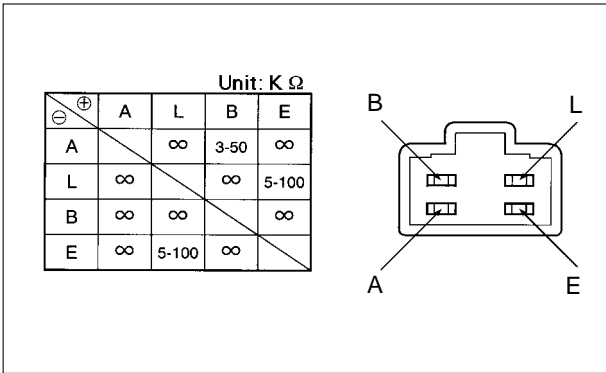 Unit: K Ω
⊖ ⊕ A L B E
A ∞ 3-50 ∞
L ∞ ∞ 5-100
B ∞ ∞ ∞
E ∞ 5-100 ∞
B L
A E